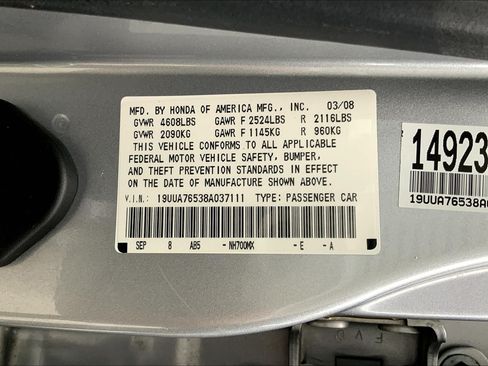 MFD. BY HONDA OF AMERICA MFG., INC. 03/08
GVWR 4608LBS GAWR F 2524LBS R 2116LBS
GVWR 2090KG GAWR F 1145KG R 960KG
THIS VEHICLE CONFORMS TO ALL APPLICABLE
FEDERAL MOTOR VEHICLE SAFETY, BUMPER,
AND THEFT PREVENTION STANDARDS IN EFFECT
ON THE DATE OF MANUFACTURE SHOWN ABOVE.
V.I.N.: 19UUA76538A037111 TYPE: PASSENGER CAR
SEP 8 AB5 -NH700MX -E -A
14923
19UUA76538A0
F V D